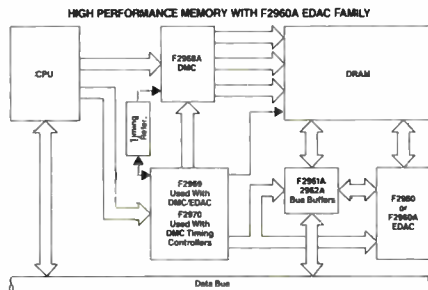 HIGH PERFORMANCE MEMORY WITH F2960A EDAC FAMILY
CPU
F2968A
DMC
DRAM
Timing
Refer.
F2969
Used With
DMC/EDAC
F2970
Used With
DMC Timing
Controllers
F2961A
2962A
Bus Buffers
F2960
or
F2960A
EDAC
Data Bus